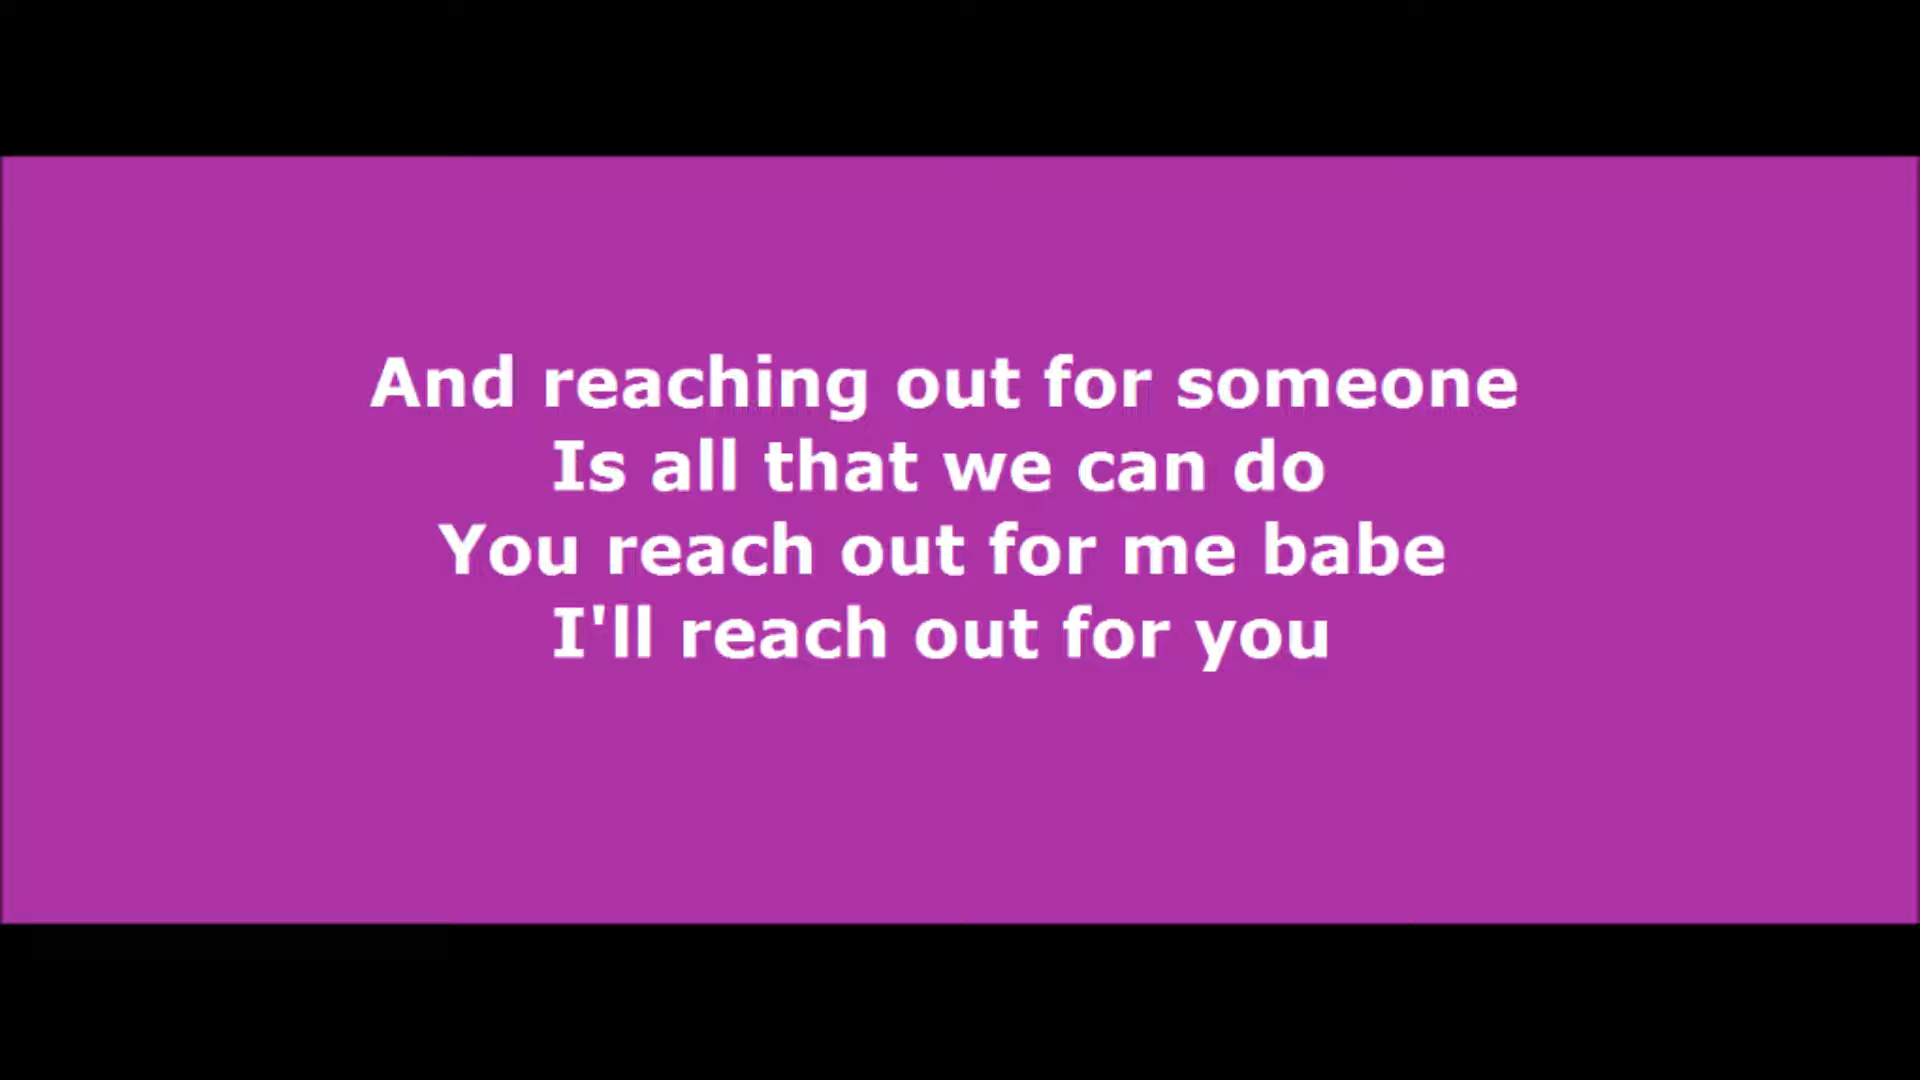 And reaching out for someone
Is all that we can do
You reach out for me babe
I'll reach out for you